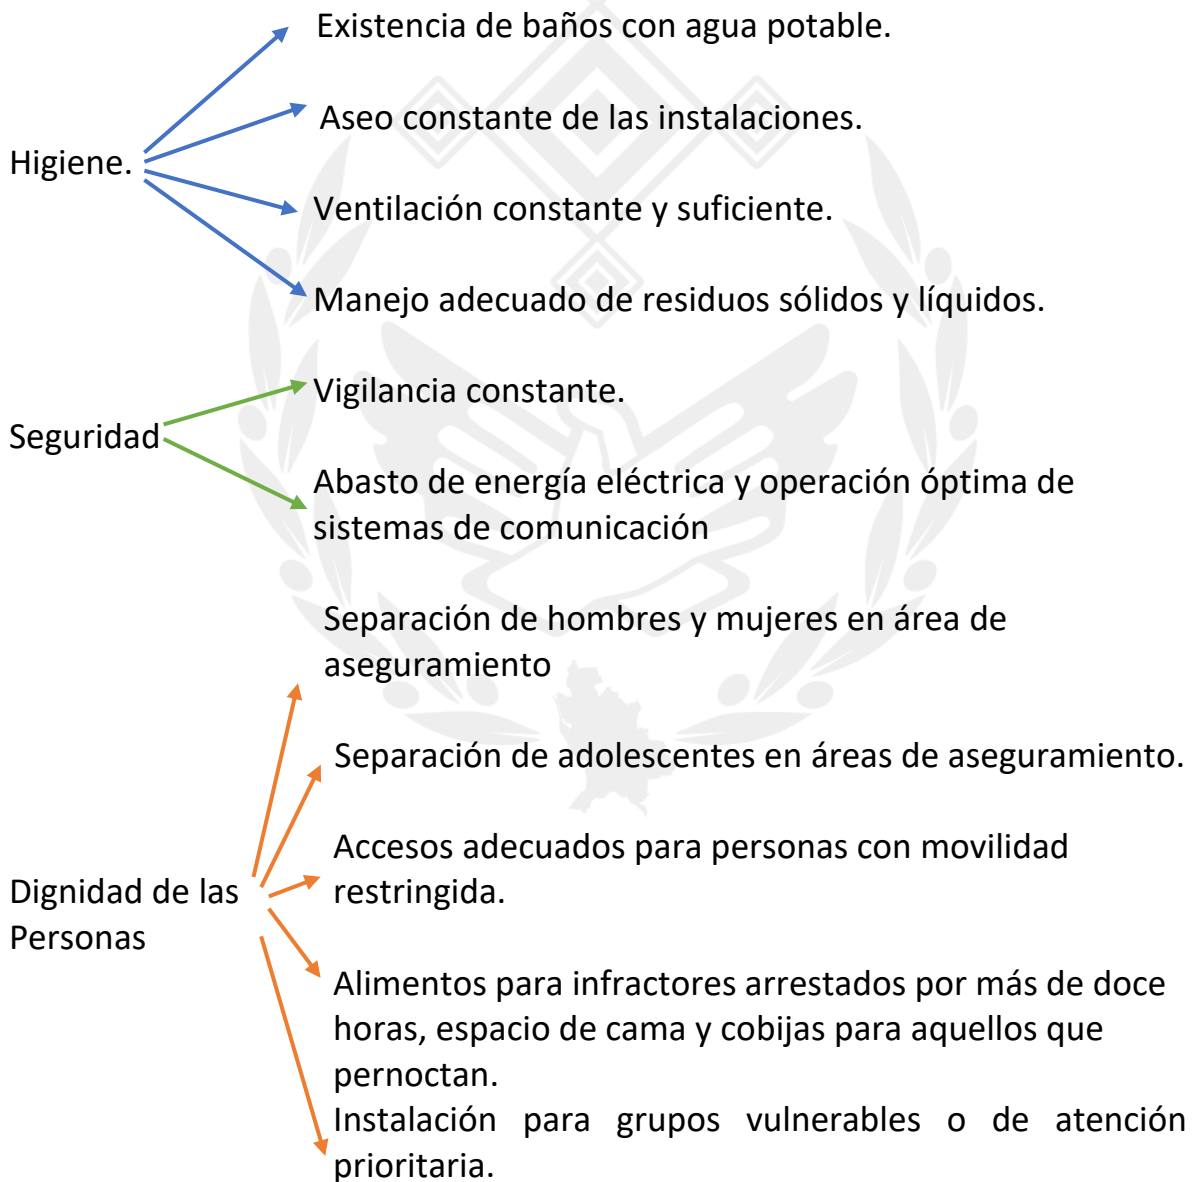 Existencia de baños con agua potable.
Aseo constante de las instalaciones.
Higiene.
Ventilación constante y suficiente.
Manejo adecuado de residuos sólidos y líquidos.
Vigilancia constante.
Seguridad
Abasto de energía eléctrica y operación óptima de
sistemas de comunicación
Separación de hombres y mujeres en área de
aseguramiento
Separación de adolescentes en áreas de aseguramiento.
Accesos adecuados para personas con movilidad
restringida.
Dignidad de las
Personas
Alimentos para infractores arrestados por más de doce
horas, espacio de cama y cobijas para aquellos que
pernoctan.
Instalación para grupos vulnerables o de atención
prioritaria.